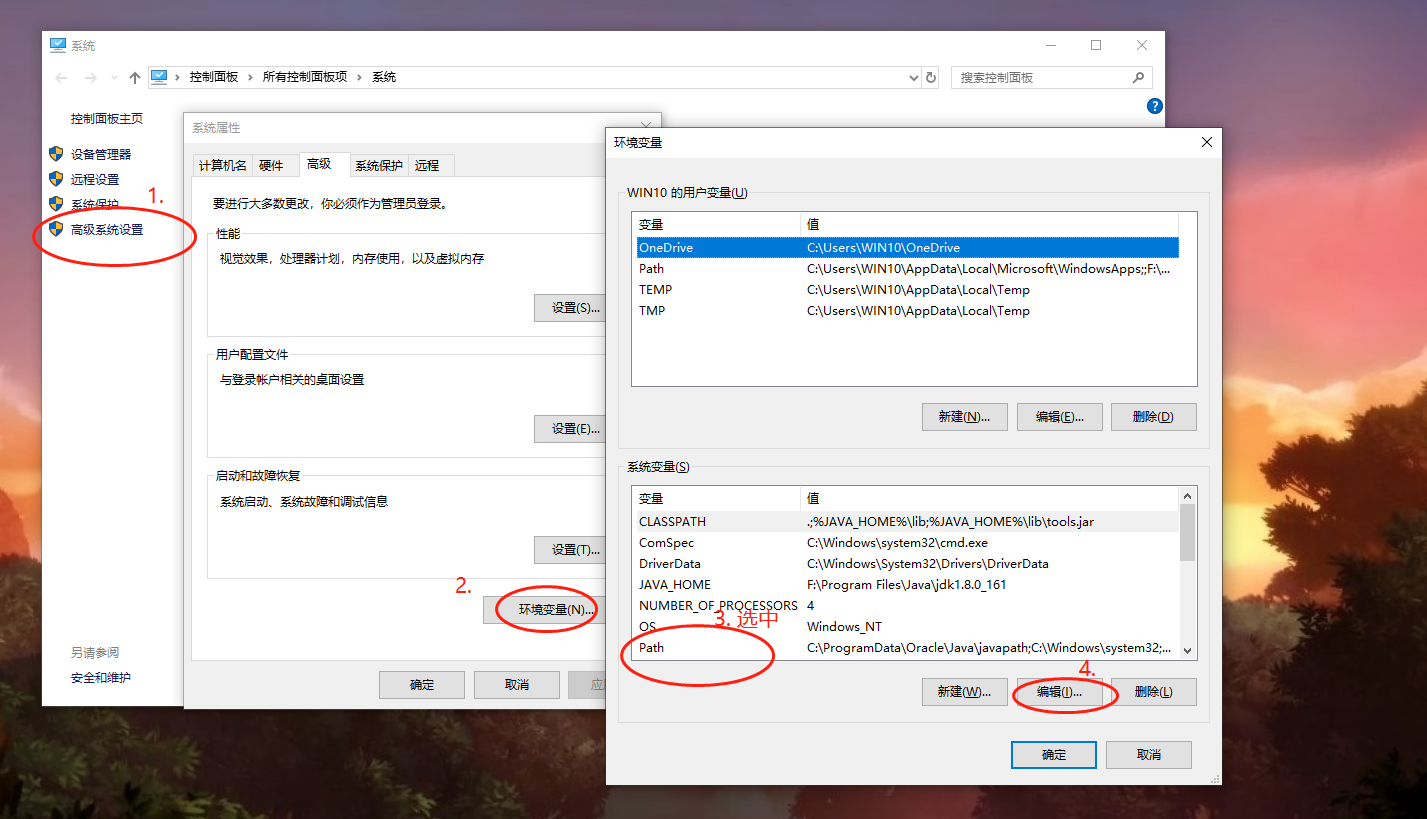 系统
控制面板 › 所有控制面板项 › 系统
搜索控制面板
控制面板主页
设备管理器
远程设置
系统保护
1.
高级系统设置
另请参阅
安全和维护
系统属性
计算机名 硬件 高级 系统保护 远程
要进行大多数更改，你必须作为管理员登录。
性能
视觉效果，处理器计划，内存使用，以及虚拟内存
设置(S)...
用户配置文件
与登录帐户相关的桌面设置
设置(E)...
启动和故障恢复
系统启动、系统故障和调试信息
设置(T)...
2.
环境变量(N)...
确定 取消
环境变量
WIN10 的用户变量(U)
变量 值
OneDrive C:\Users\WIN10\OneDrive
Path C:\Users\WIN10\AppData\Local\Microsoft\WindowsApps;;F:\...
TEMP C:\Users\WIN10\AppData\Local\Temp
TMP C:\Users\WIN10\AppData\Local\Temp
新建(N)... 编辑(E)... 删除(D)
系统变量(S)
变量 值
CLASSPATH .;%JAVA_HOME%\lib;%JAVA_HOME%\lib\tools.jar
ComSpec C:\Windows\system32\cmd.exe
DriverData C:\Windows\System32\Drivers\DriverData
JAVA_HOME F:\Program Files\Java\jdk1.8.0_161
NUMBER_OF_PROCESSORS 4
OS Windows_NT
3. 选中
Path C:\ProgramData\Oracle\Java\javapath;C:\Windows\system32;...
4.
新建(W)... 编辑(I)... 删除(L)
确定 取消